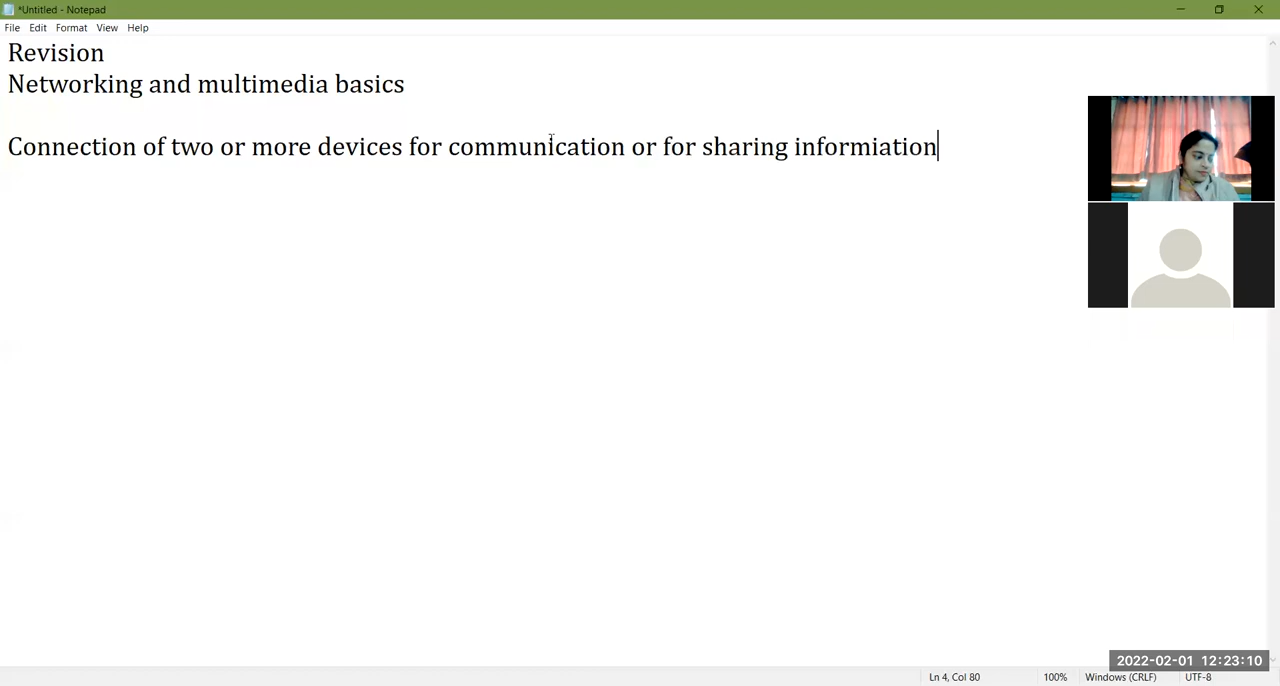 *Untitled - Notepad
File Edit Format View Help
Revision
Networking and multimedia basics
Connection of two or more devices for communication or for sharing informiation
2022-02-01 12:23:10
Ln 4, Col 80 100% Windows (CRLF) UTF-8